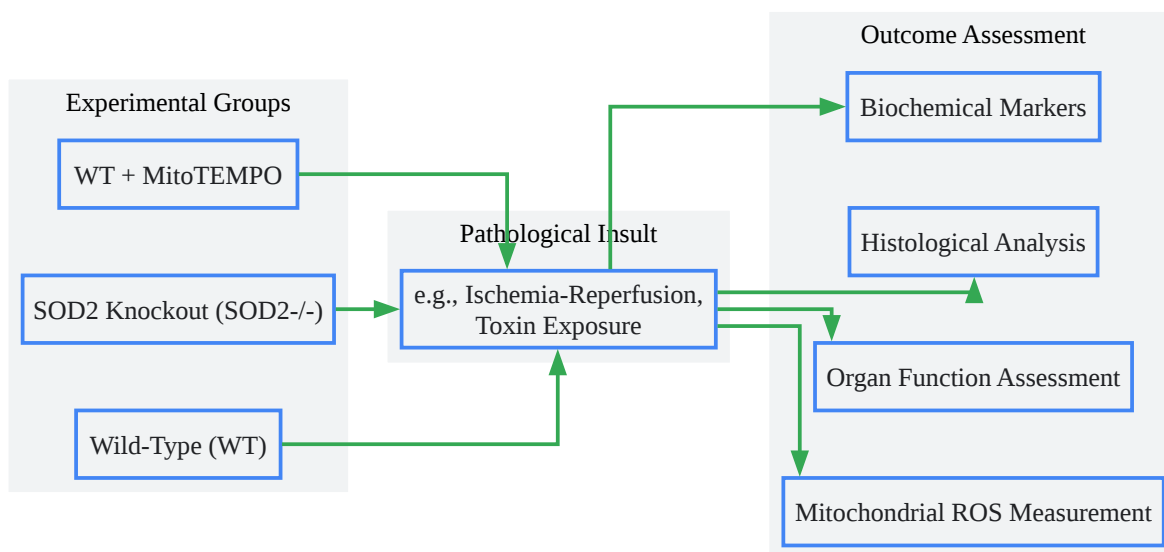 Experimental Groups
WT + MitoTEMPO
SOD2 Knockout (SOD2-/-)
Wild-Type (WT)
Pathological Insult
e.g., Ischemia-Reperfusion,
Toxin Exposure
Outcome Assessment
Biochemical Markers
Histological Analysis
Organ Function Assessment
Mitochondrial ROS Measurement